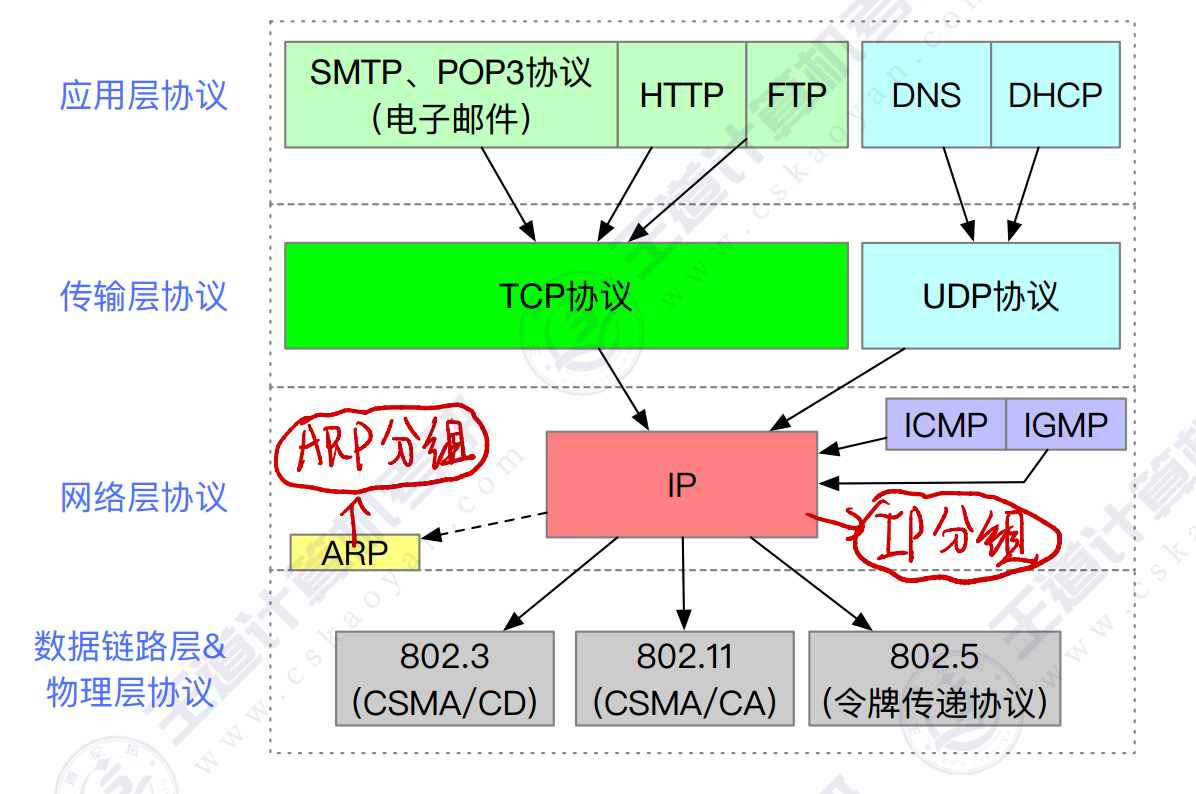 应用层协议
SMTP、POP3协议
（电子邮件）
HTTP
FTP
DNS
DHCP
传输层协议
TCP协议
UDP协议
网络层协议
ARP分组
ICMP
IGMP
IP
IP分组
ARP
数据链路层&
物理层协议
802.3
（CSMA/CD）
802.11
（CSMA/CA）
802.5
（令牌传递协议）
王道计算机考研
www.cskaoyan.com